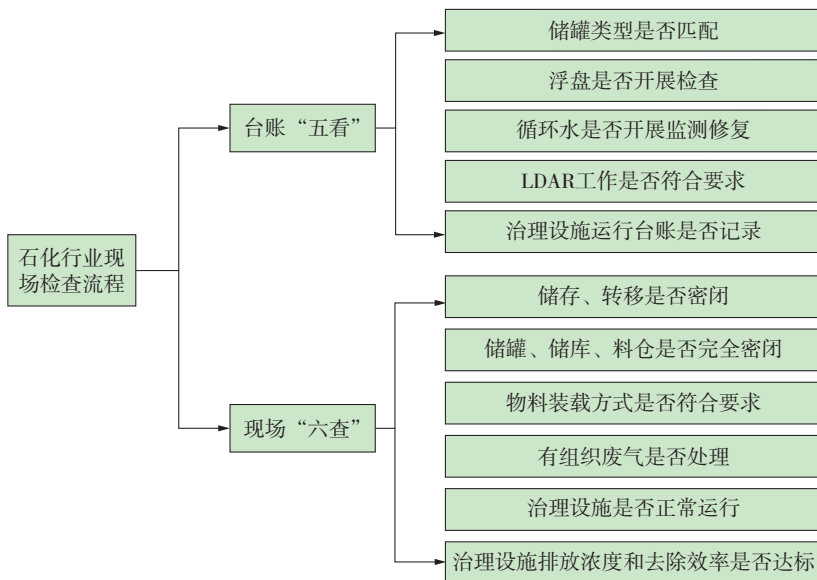 石化行业现
场检查流程
台账“五看”
储罐类型是否匹配
浮盘是否开展检查
循环水是否开展监测修复
LDAR工作是否符合要求
治理设施运行台账是否记录
现场“六查”
储存、转移是否密闭
储罐、储库、料仓是否完全密闭
物料装载方式是否符合要求
有组织废气是否处理
治理设施是否正常运行
治理设施排放浓度和去除效率是否达标